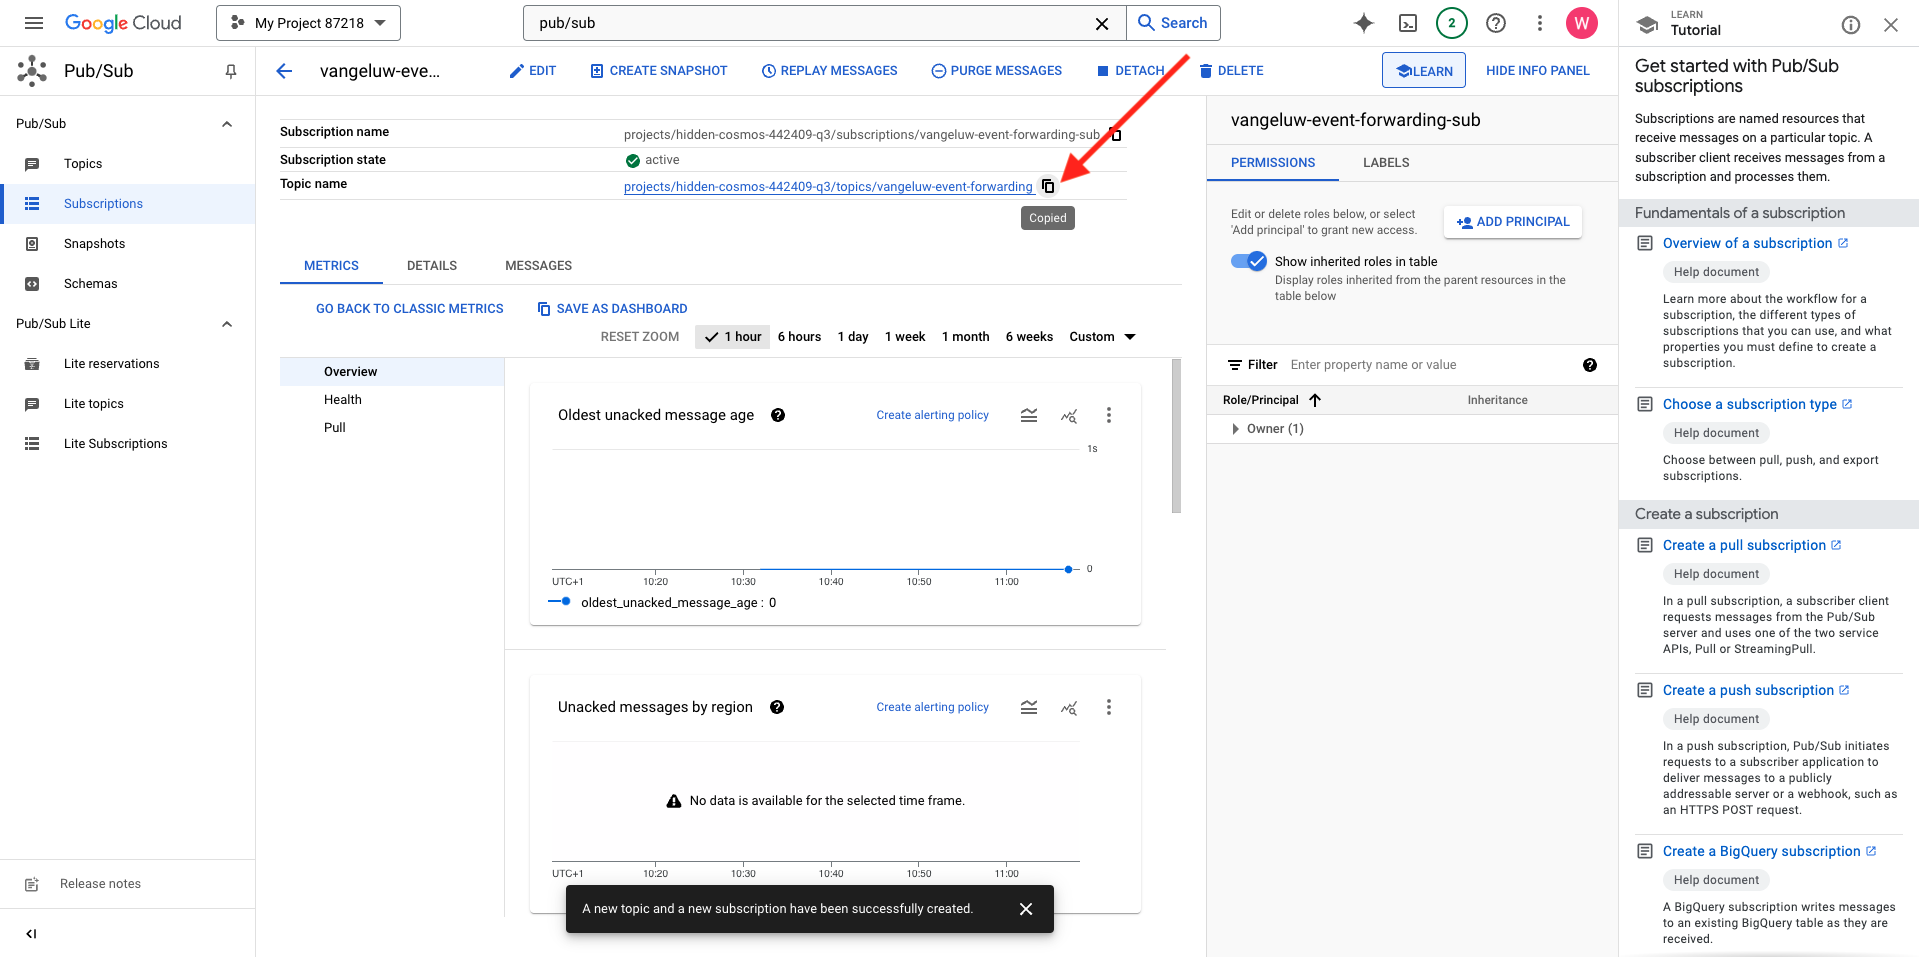 Google Cloud
My Project 87218
pub/sub
Search
2
W
LEARN
Tutorial
Pub/Sub
vangeluw-eve...
EDIT
CREATE SNAPSHOT
REPLAY MESSAGES
PURGE MESSAGES
DETACH
DELETE
LEARN
HIDE INFO PANEL
Pub/Sub
Topics
Subscriptions
Snapshots
Schemas
Pub/Sub Lite
Lite reservations
Lite topics
Lite Subscriptions
Release notes
Subscription name
projects/hidden-cosmos-442409-q3/subscriptions/vangeluw-event-forwarding-sub
Subscription state
active
Topic name
projects/hidden-cosmos-442409-q3/topics/vangeluw-event-forwarding
Copied
METRICS
DETAILS
MESSAGES
GO BACK TO CLASSIC METRICS
SAVE AS DASHBOARD
RESET ZOOM
1 hour
6 hours
1 day
1 week
1 month
6 weeks
Custom
Overview
Health
Pull
Oldest unacked message age
Create alerting policy
1s
0
UTC+1
10:20
10:30
10:40
10:50
11:00
oldest_unacked_message_age : 0
Unacked messages by region
Create alerting policy
No data is available for the selected time frame.
UTC+1
10:20
10:30
10:40
10:50
11:00
A new topic and a new subscription have been successfully created.
vangeluw-event-forwarding-sub
PERMISSIONS
LABELS
Edit or delete roles below, or select
'Add principal' to grant new access.
ADD PRINCIPAL
Show inherited roles in table
Display roles inherited from the parent resources in the
table below
Filter
Enter property name or value
Role/Principal
Inheritance
Owner (1)
Get started with Pub/Sub
subscriptions
Subscriptions are named resources that
receive messages on a particular topic. A
subscriber client receives messages from a
subscription and processes them.
Fundamentals of a subscription
Overview of a subscription
Help document
Learn more about the workflow for a
subscription, the different types of
subscriptions that you can use, and what
properties you must define to create a
subscription.
Choose a subscription type
Help document
Choose between pull, push, and export
subscriptions.
Create a subscription
Create a pull subscription
Help document
In a pull subscription, a subscriber client
requests messages from the Pub/Sub
server and uses one of the two service
APIs, Pull or StreamingPull.
Create a push subscription
Help document
In a push subscription, Pub/Sub initiates
requests to a subscriber application to
deliver messages to a publicly
addressable server or a webhook, such as
an HTTPS POST request.
Create a BigQuery subscription
Help document
A BigQuery subscription writes messages
to an existing BigQuery table as they are
received.